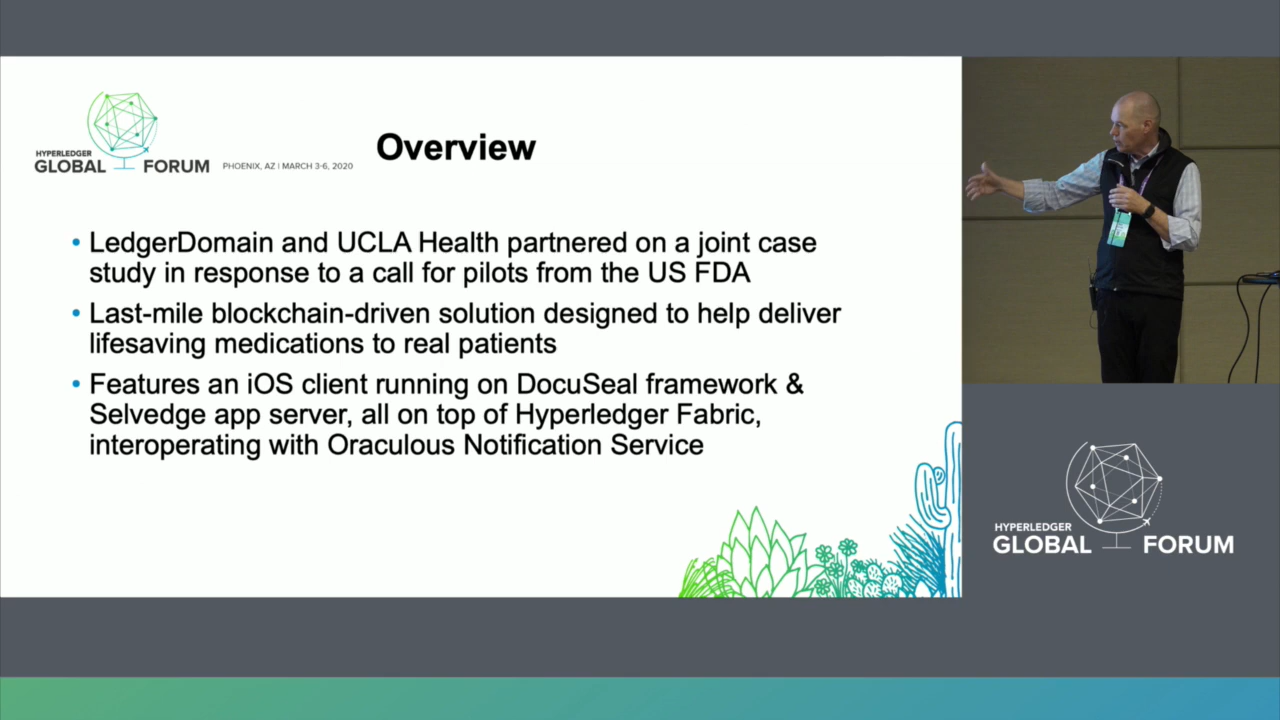 HYPERLEDGER
GLOBAL FORUM
PHOENIX, AZ | MARCH 3-6, 2020
Overview
• LedgerDomain and UCLA Health partnered on a joint case
study in response to a call for pilots from the US FDA
• Last-mile blockchain-driven solution designed to help deliver
lifesaving medications to real patients
• Features an iOS client running on DocuSeal framework &
Selvedge app server, all on top of Hyperledger Fabric,
interoperating with Oraculous Notification Service
HYPERLEDGER
GLOBAL FORUM